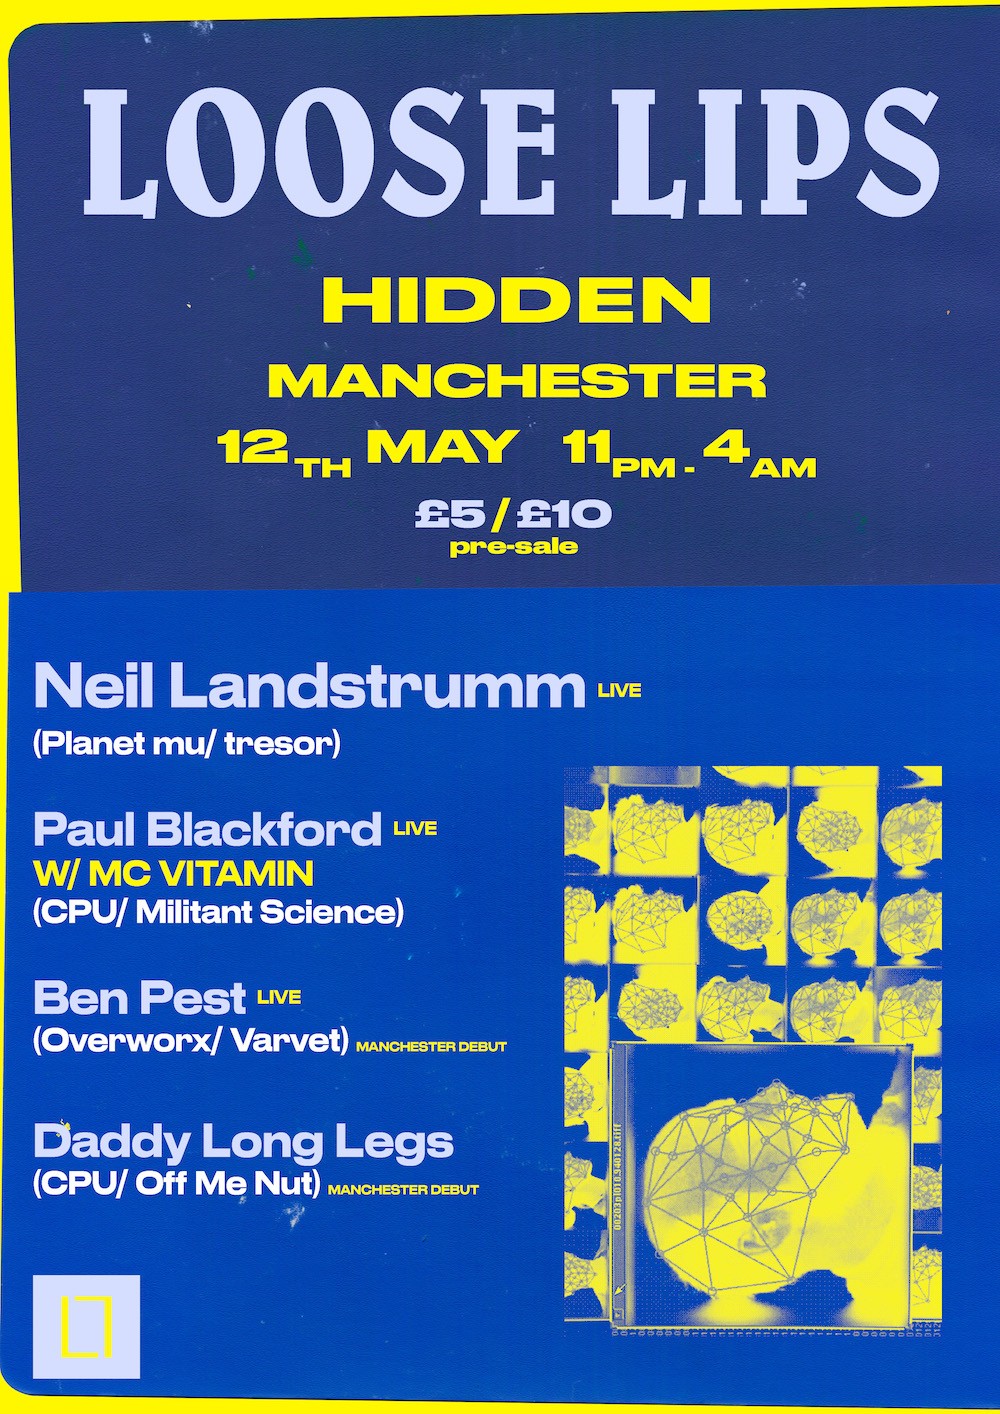 LOOSE LIPS
HIDDEN
MANCHESTER
12TH MAY 11PM - 4AM
£5/£10
pre-sale
Neil Landstrumm LIVE
(Planet mu/ tresor)
Paul Blackford LIVE
W/ MC VITAMIN
(CPU/ Militant Science)
Ben Pest LIVE
(Overworx/ Varvet) MANCHESTER DEBUT
Daddy Long Legs
(CPU/ Off Me Nut) MANCHESTER DEBUT